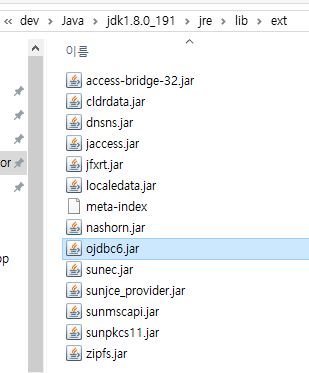 « dev > Java > jdk1.8.0_191 > jre > lib > ext
이름
access-bridge-32.jar
cldrdata.jar
dnsns.jar
jaccess.jar
jfxrt.jar
localedata.jar
meta-index
nashorn.jar
ojdbc6.jar
sunec.jar
sunjce_provider.jar
sunmscapi.jar
sunpkcs11.jar
zipfs.jar
or
p